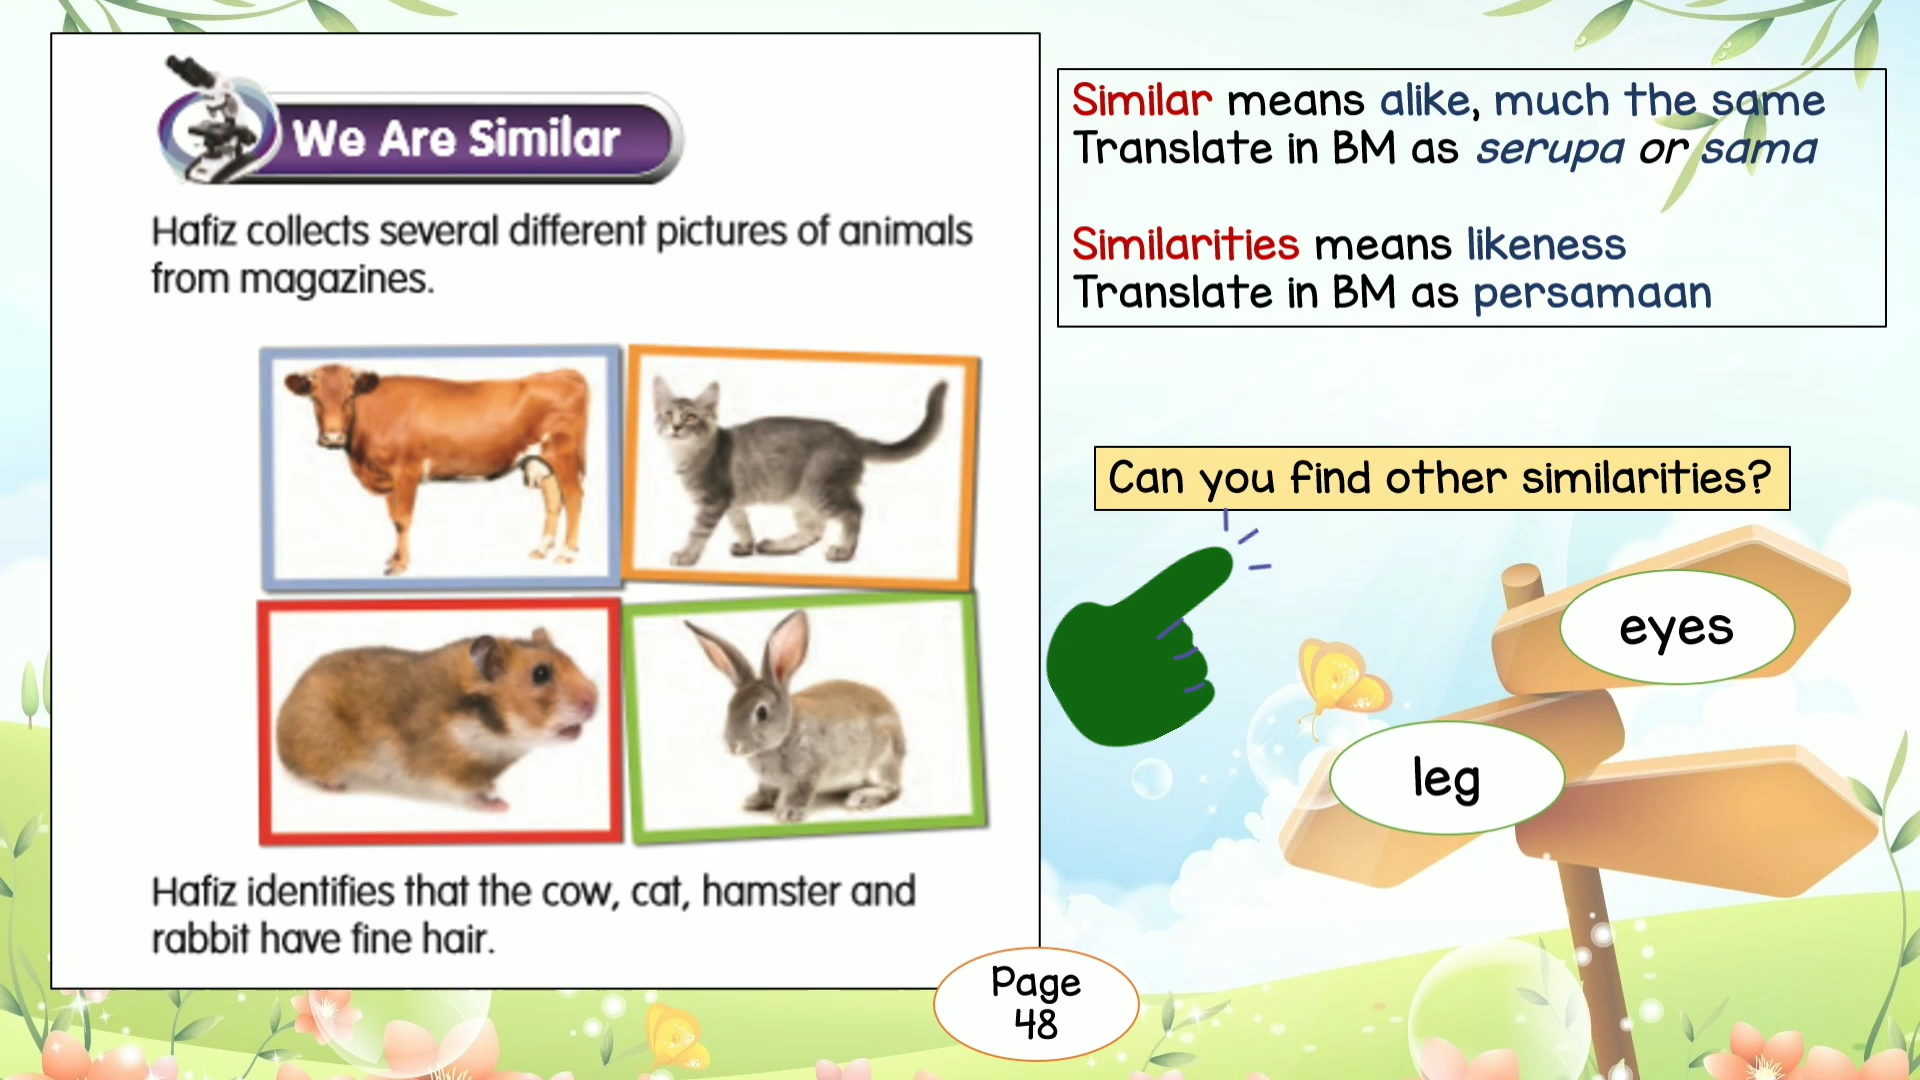 We Are Similar
Hafiz collects several different pictures of animals
from magazines.
Hafiz identifies that the cow, cat, hamster and
rabbit have fine hair.
Similar means alike, much the same
Translate in BM as serupa or sama
Similarities means likeness
Translate in BM as persamaan
Can you find other similarities?
eyes
leg
Page
48